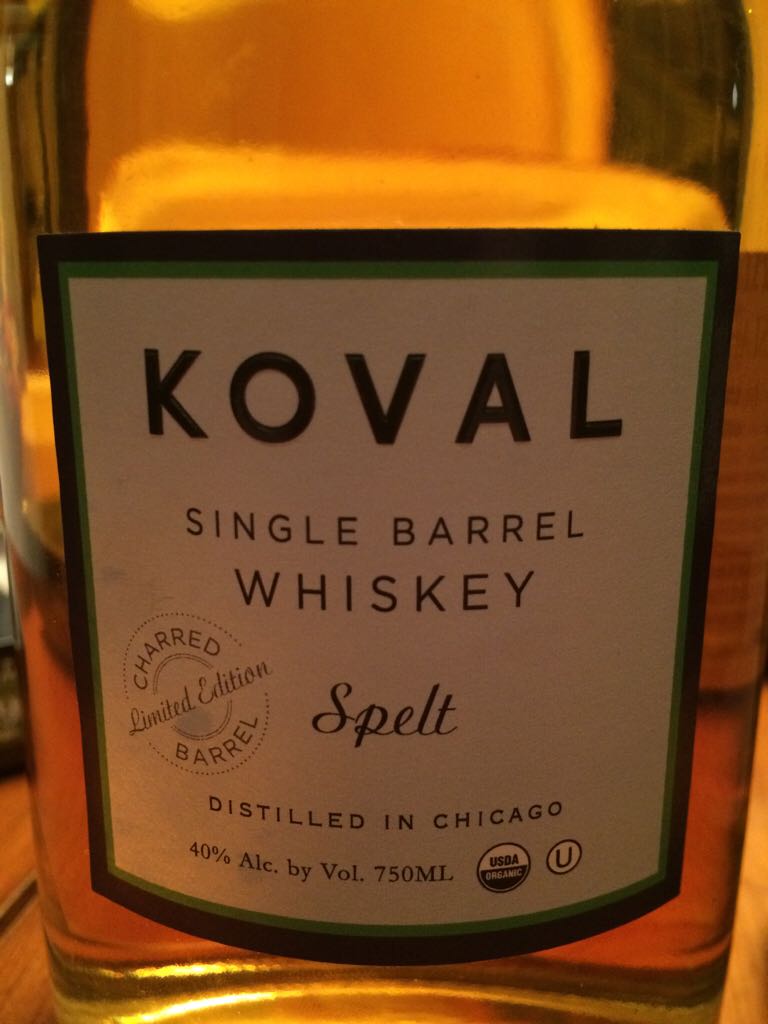 KOVAL
SINGLE BARREL
WHISKEY
CHARRED
Limited Edition
BARREL
Spelt
DISTILLED IN CHICAGO
40% Alc. by Vol. 750ML
USDA
ORGANIC
U